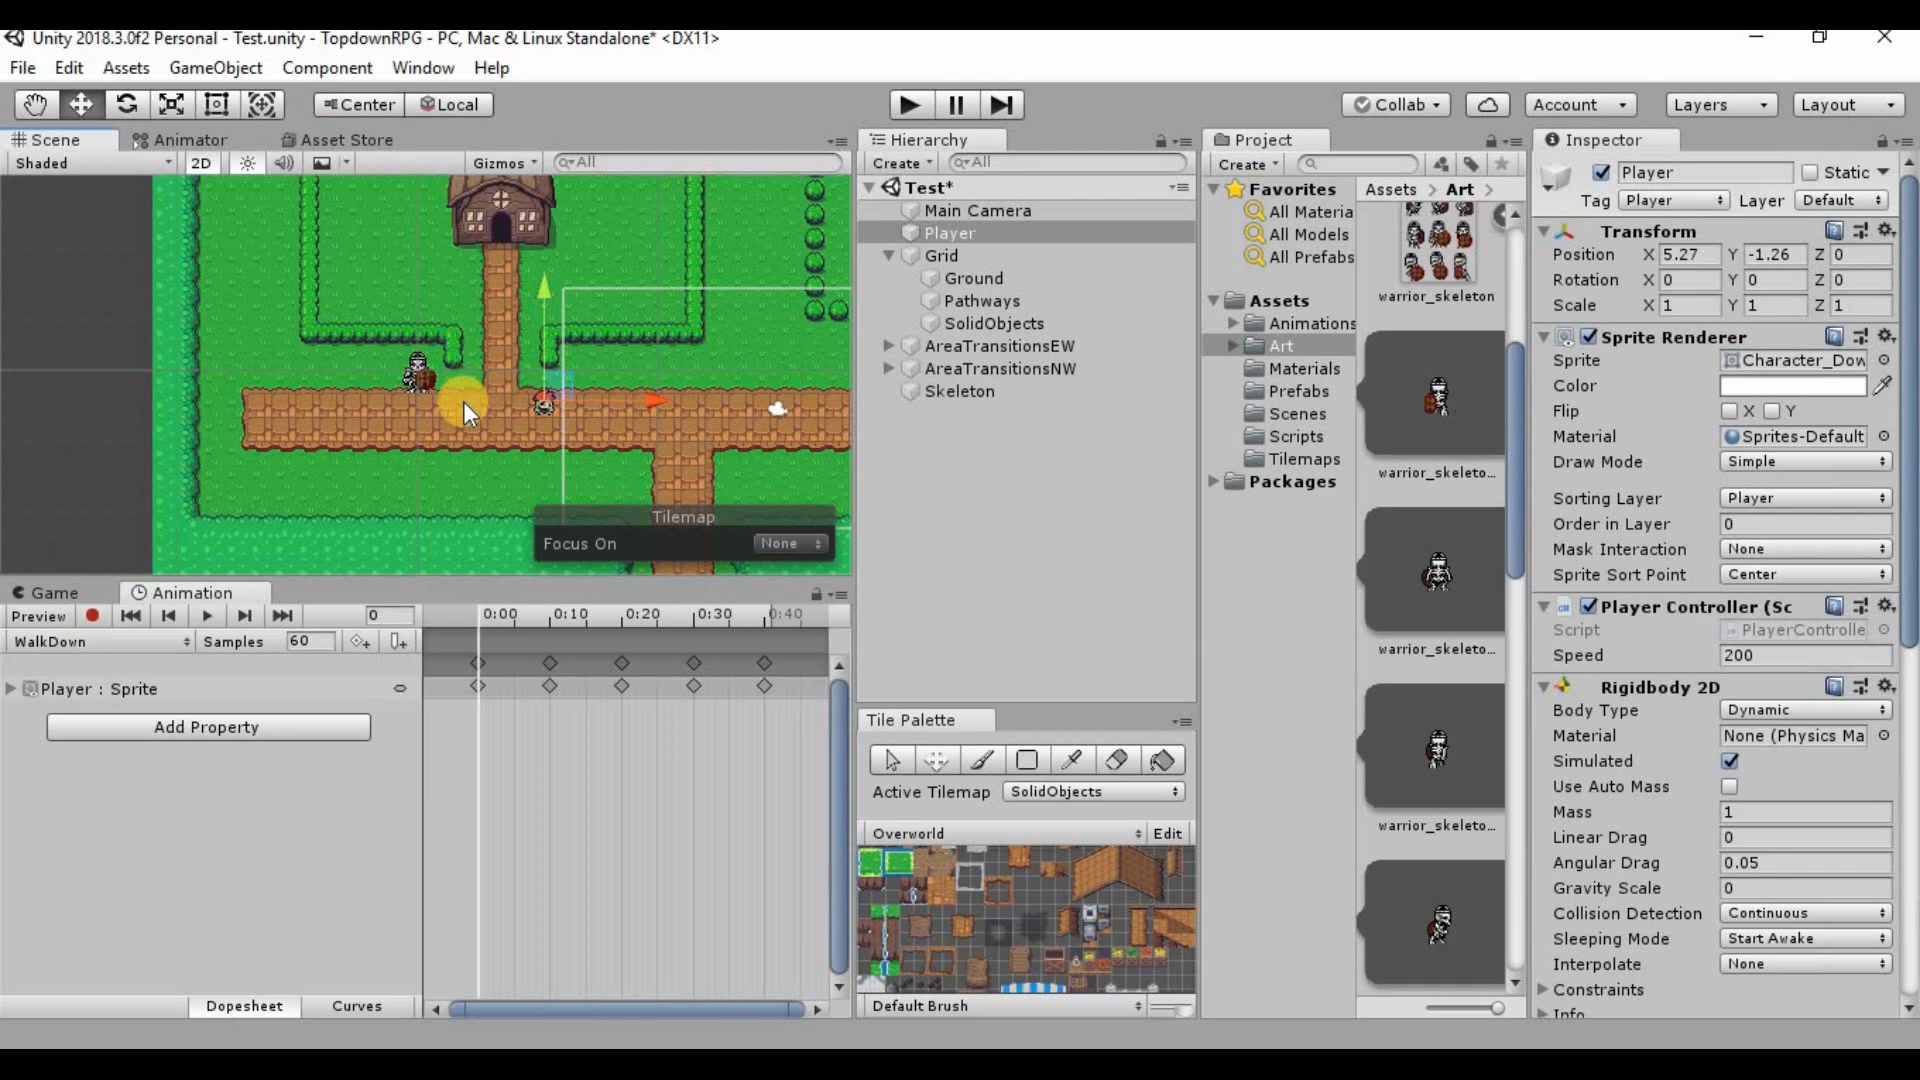 Unity 2018.3.0f2 Personal - Test.unity - TopdownRPG - PC, Mac & Linux Standalone* <DX11>
File Edit Assets GameObject Component Window Help
Center Local Collab Account Layers Layout
Scene Animator Asset Store
Shaded 2D Gizmos All
Tilemap
Focus On None
Game Animation
Preview 0 0:00 0:10 0:20 0:30 0:40
WalkDown Samples 60
Player : Sprite
Add Property
Dopesheet Curves
Hierarchy
Create All
Test*
Main Camera
Player
Grid
Ground
Pathways
SolidObjects
AreaTransitionsEW
AreaTransitionsNW
Skeleton
Tile Palette
Active Tilemap SolidObjects
Overworld Edit
Default Brush
Project
Create
Favorites
All Materia
All Models
All Prefabs
Assets
Animations
Art
Materials
Prefabs
Scenes
Scripts
Tilemaps
Packages
Assets Art
warrior_skeleton
warrior_skeleto...
warrior_skeleto...
warrior_skeleto...
Inspector
Player Static
Tag Player Layer Default
Transform
Position X 5.27 Y -1.26 Z 0
Rotation X 0 Y 0 Z 0
Scale X 1 Y 1 Z 1
Sprite Renderer
Sprite Character_Dow
Color
Flip X Y
Material Sprites-Default
Draw Mode Simple
Sorting Layer Player
Order in Layer 0
Mask Interaction None
Sprite Sort Point Center
Player Controller (Sc
Script PlayerControlle
Speed 200
Rigidbody 2D
Body Type Dynamic
Material None (Physics Ma
Simulated
Use Auto Mass
Mass 1
Linear Drag 0
Angular Drag 0.05
Gravity Scale 0
Collision Detection Continuous
Sleeping Mode Start Awake
Interpolate None
Constraints
Info